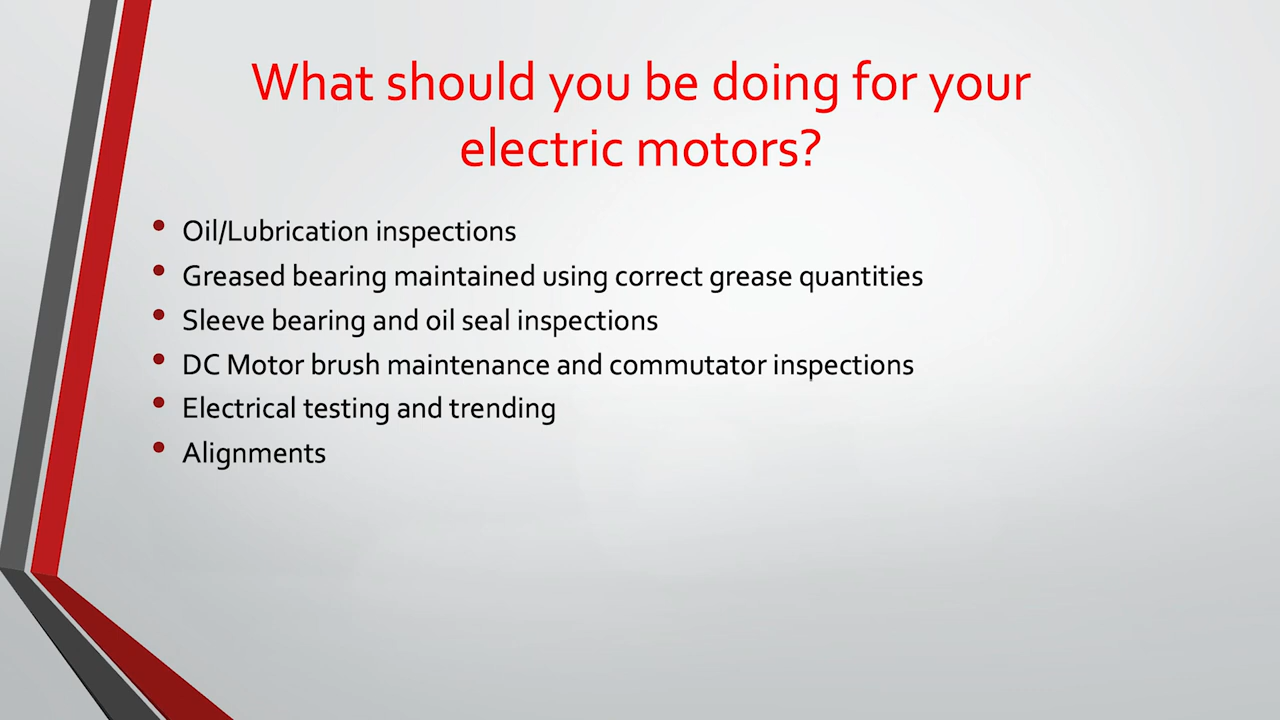 What should you be doing for your
electric motors?
• Oil/Lubrication inspections
• Greased bearing maintained using correct grease quantities
• Sleeve bearing and oil seal inspections
• DC Motor brush maintenance and commutator inspections
• Electrical testing and trending
• Alignments